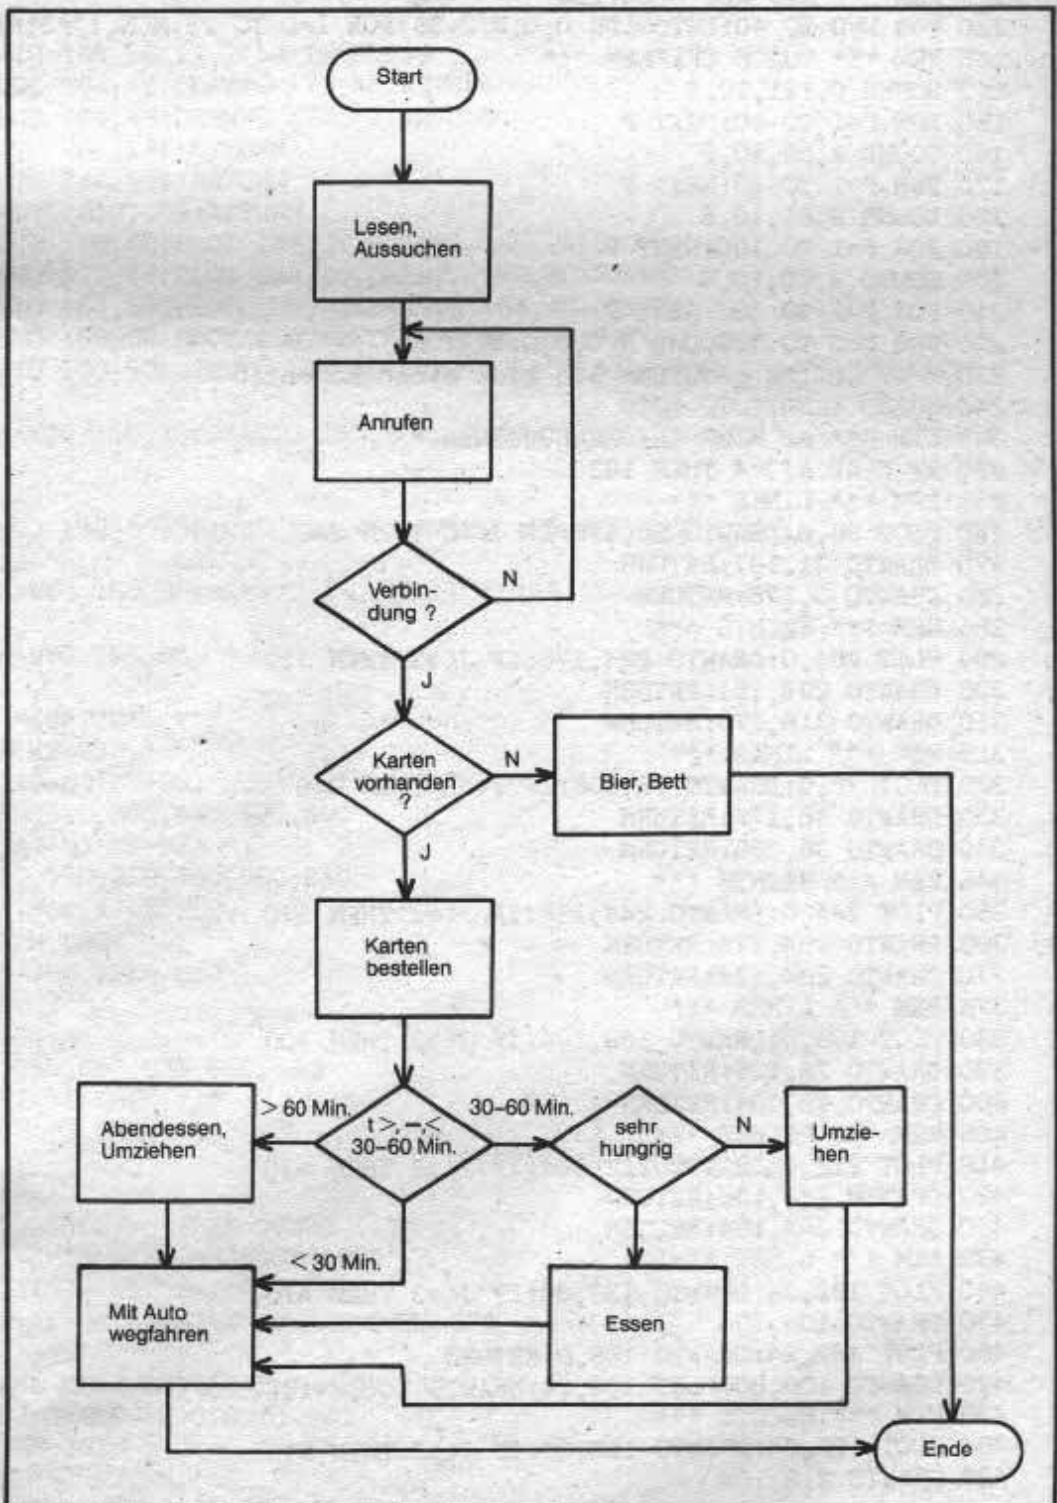 Start
Lesen,
Aussuchen
Anrufen
Verbin-
dung ?
N
J
Karten
vorhanden
?
N
Bier, Bett
J
Karten
bestellen
> 60 Min.
t >, –, <
30–60 Min.
30–60 Min.
sehr
hungrig
N
Umzie-
hen
Abendessen,
Umziehen
< 30 Min.
Mit Auto
wegfahren
Essen
Ende